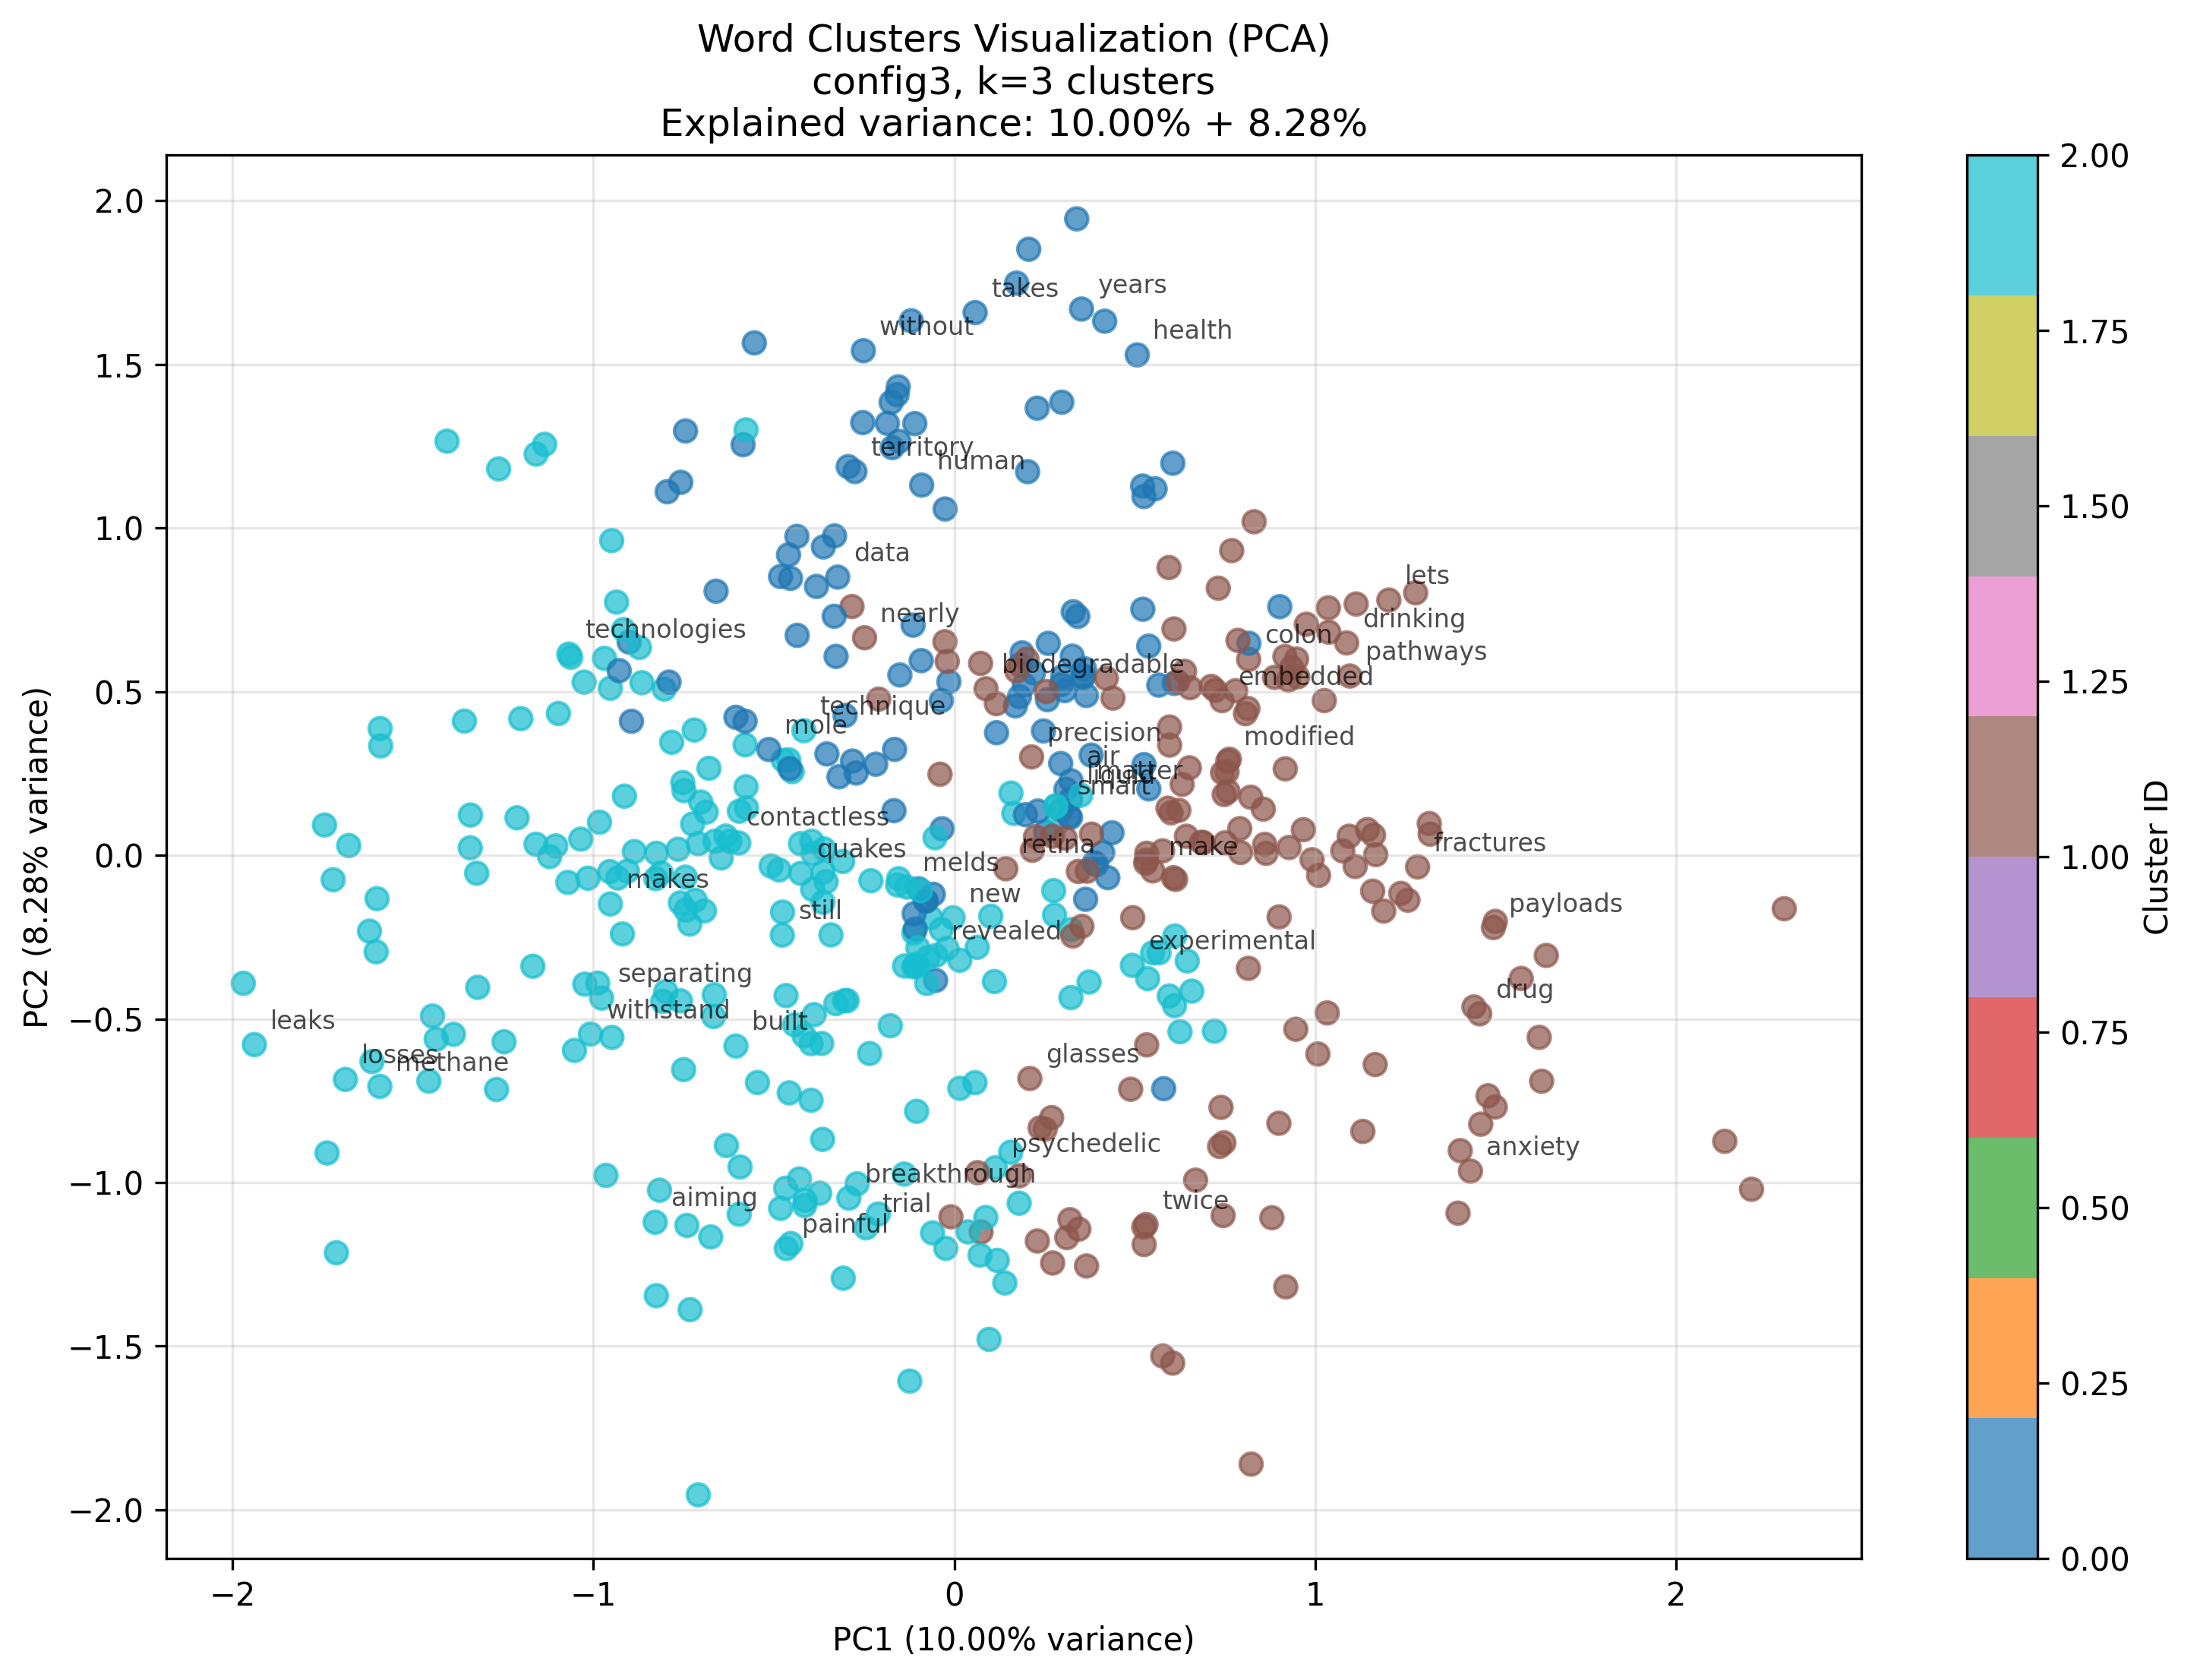 Word Clusters Visualization (PCA)
config3, k=3 clusters
Explained variance: 10.00% + 8.28%
PC2 (8.28% variance)
2.0
1.5
1.0
0.5
0.0
−0.5
−1.0
−1.5
−2.0
takes
years
without
health
territory
human
data
lets
nearly
drinking
technologies
colon
pathways
biodegradable
embedded
technique
mole
precision
modified
air
matter
liquid
smart
contactless
quakes
retina
make
fractures
melds
makes
new
still
payloads
revealed
experimental
separating
drug
withstand
leaks
built
losses
methane
glasses
psychedelic
anxiety
breakthrough
aiming
trial
twice
painful
−2
−1
0
1
2
PC1 (10.00% variance)
2.00
1.75
1.50
1.25
1.00
0.75
0.50
0.25
0.00
Cluster ID